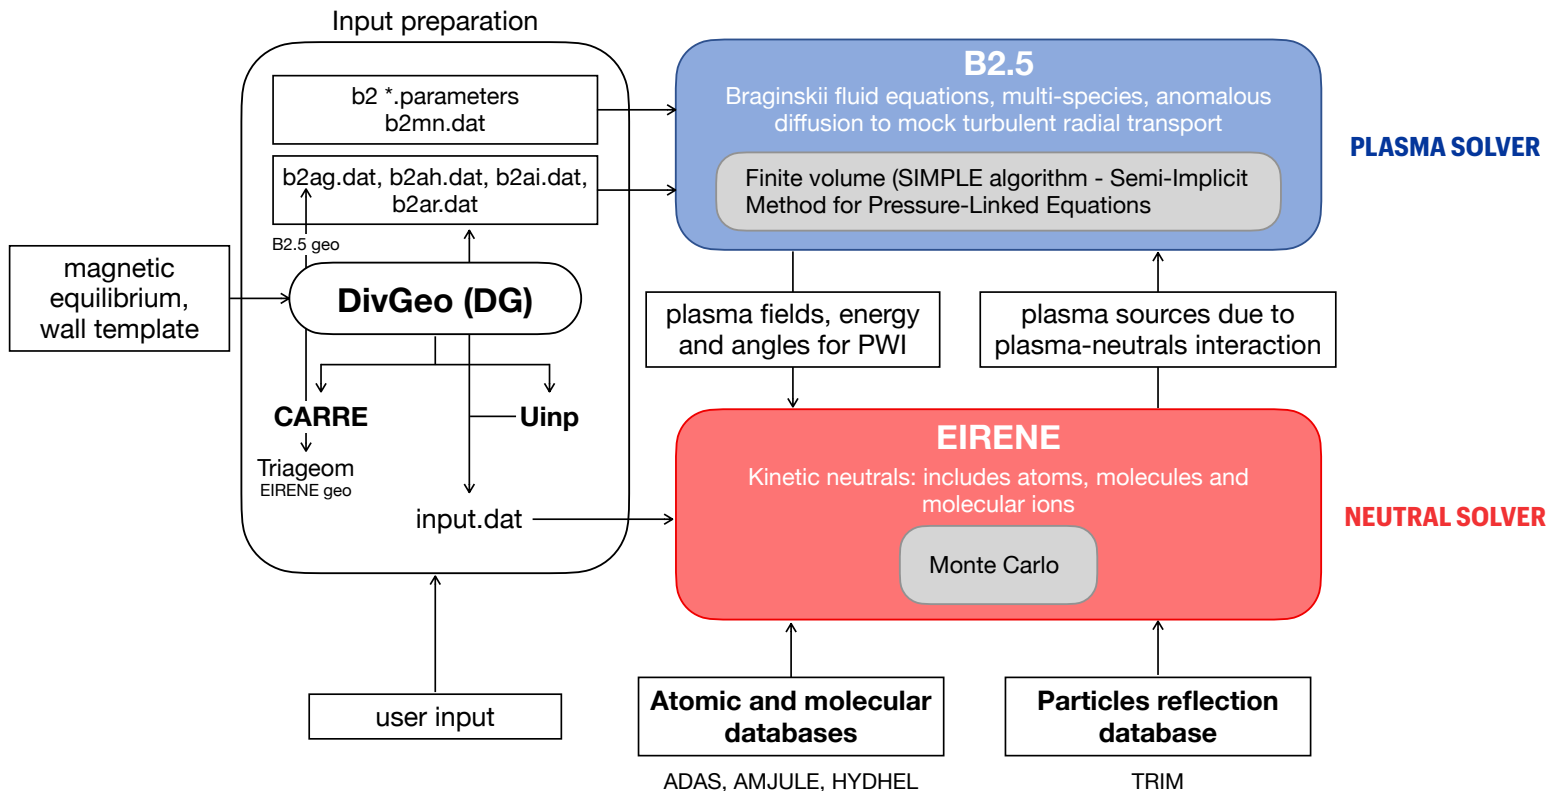 Input preparation
b2 *.parameters
b2mn.dat
b2ag.dat, b2ah.dat, b2ai.dat,
b2ar.dat
B2.5 geo
magnetic
equilibrium,
wall template
DivGeo (DG)
CARRE
Uinp
Triageom
EIRENE geo
input.dat
user input
B2.5
Braginskii fluid equations, multi-species, anomalous
diffusion to mock turbulent radial transport
Finite volume (SIMPLE algorithm - Semi-Implicit
Method for Pressure-Linked Equations
PLASMA SOLVER
plasma fields, energy
and angles for PWI
plasma sources due to
plasma-neutrals interaction
EIRENE
Kinetic neutrals: includes atoms, molecules and
molecular ions
Monte Carlo
NEUTRAL SOLVER
Atomic and molecular
databases
ADAS, AMJULE, HYDHEL
Particles reflection
database
TRIM